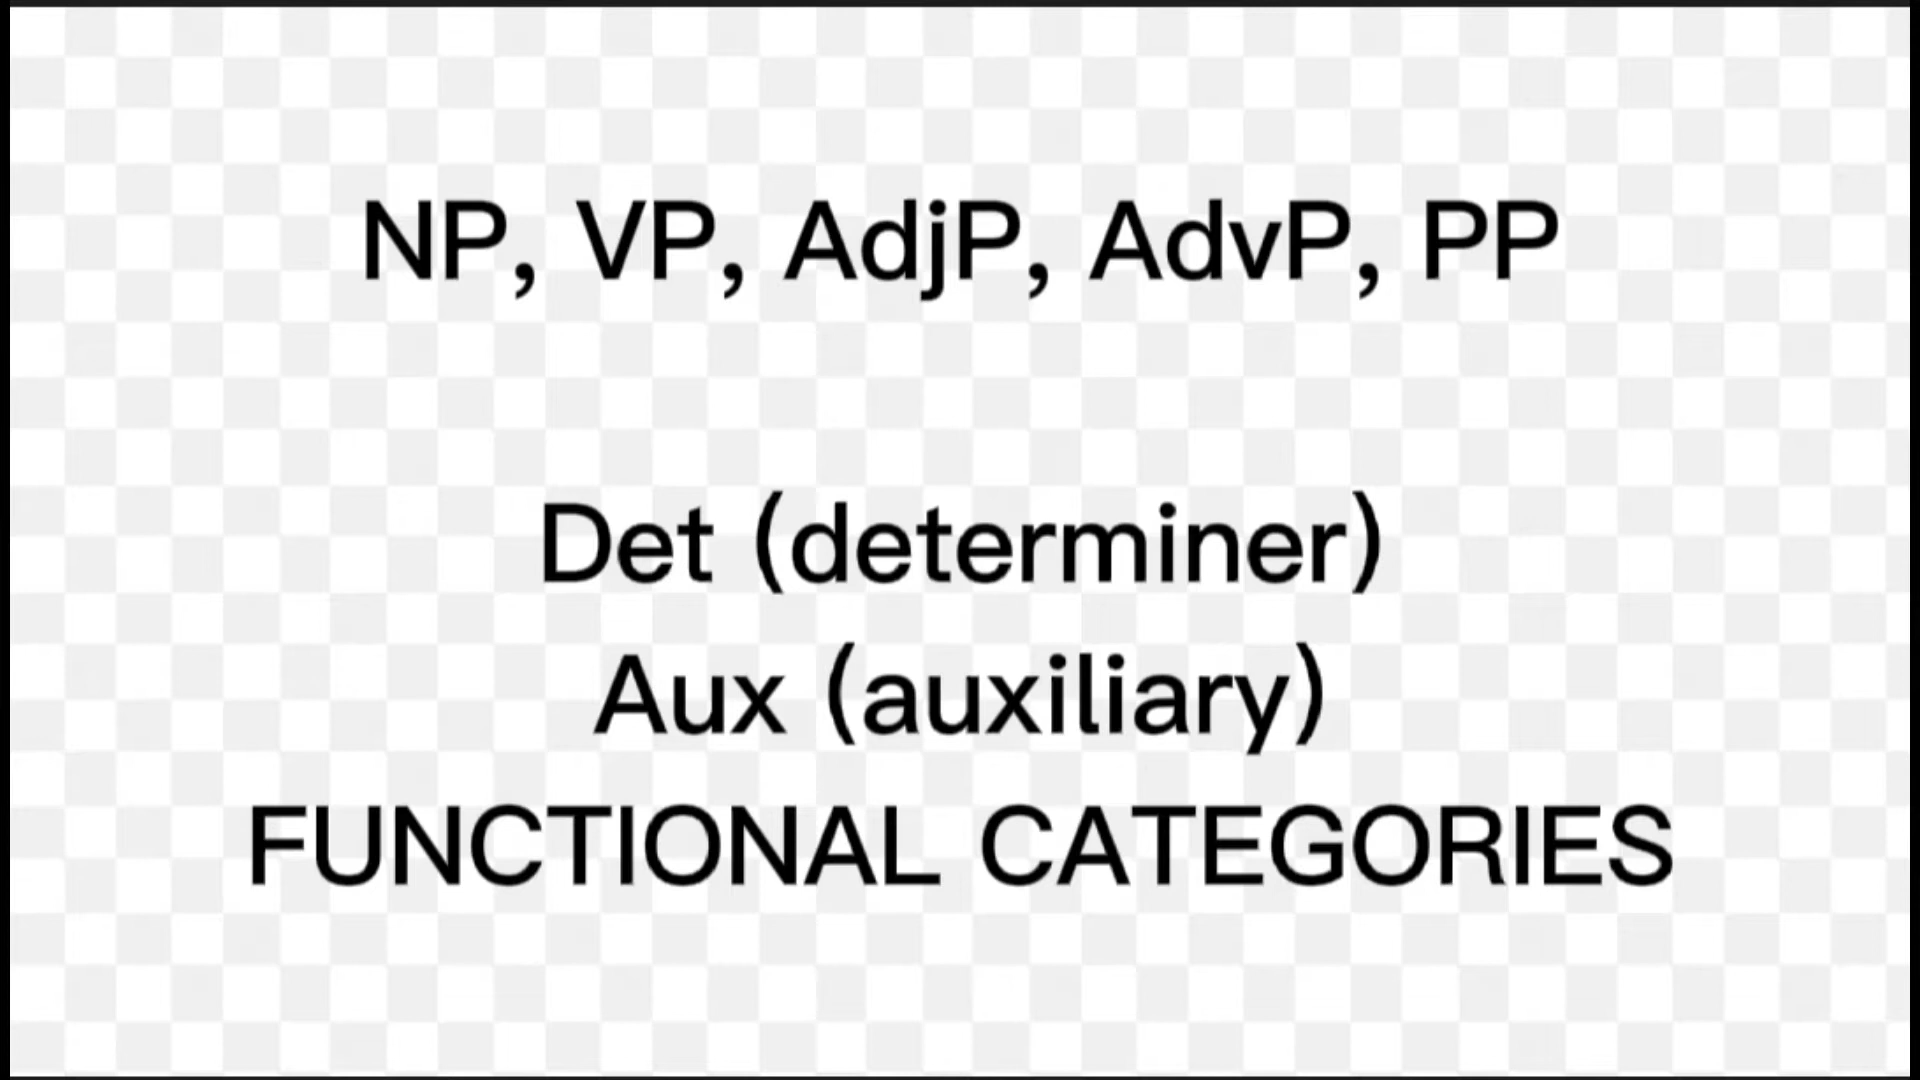 NP, VP, AdjP, AdvP, PP
Det (determiner)
Aux (auxiliary)
FUNCTIONAL CATEGORIES